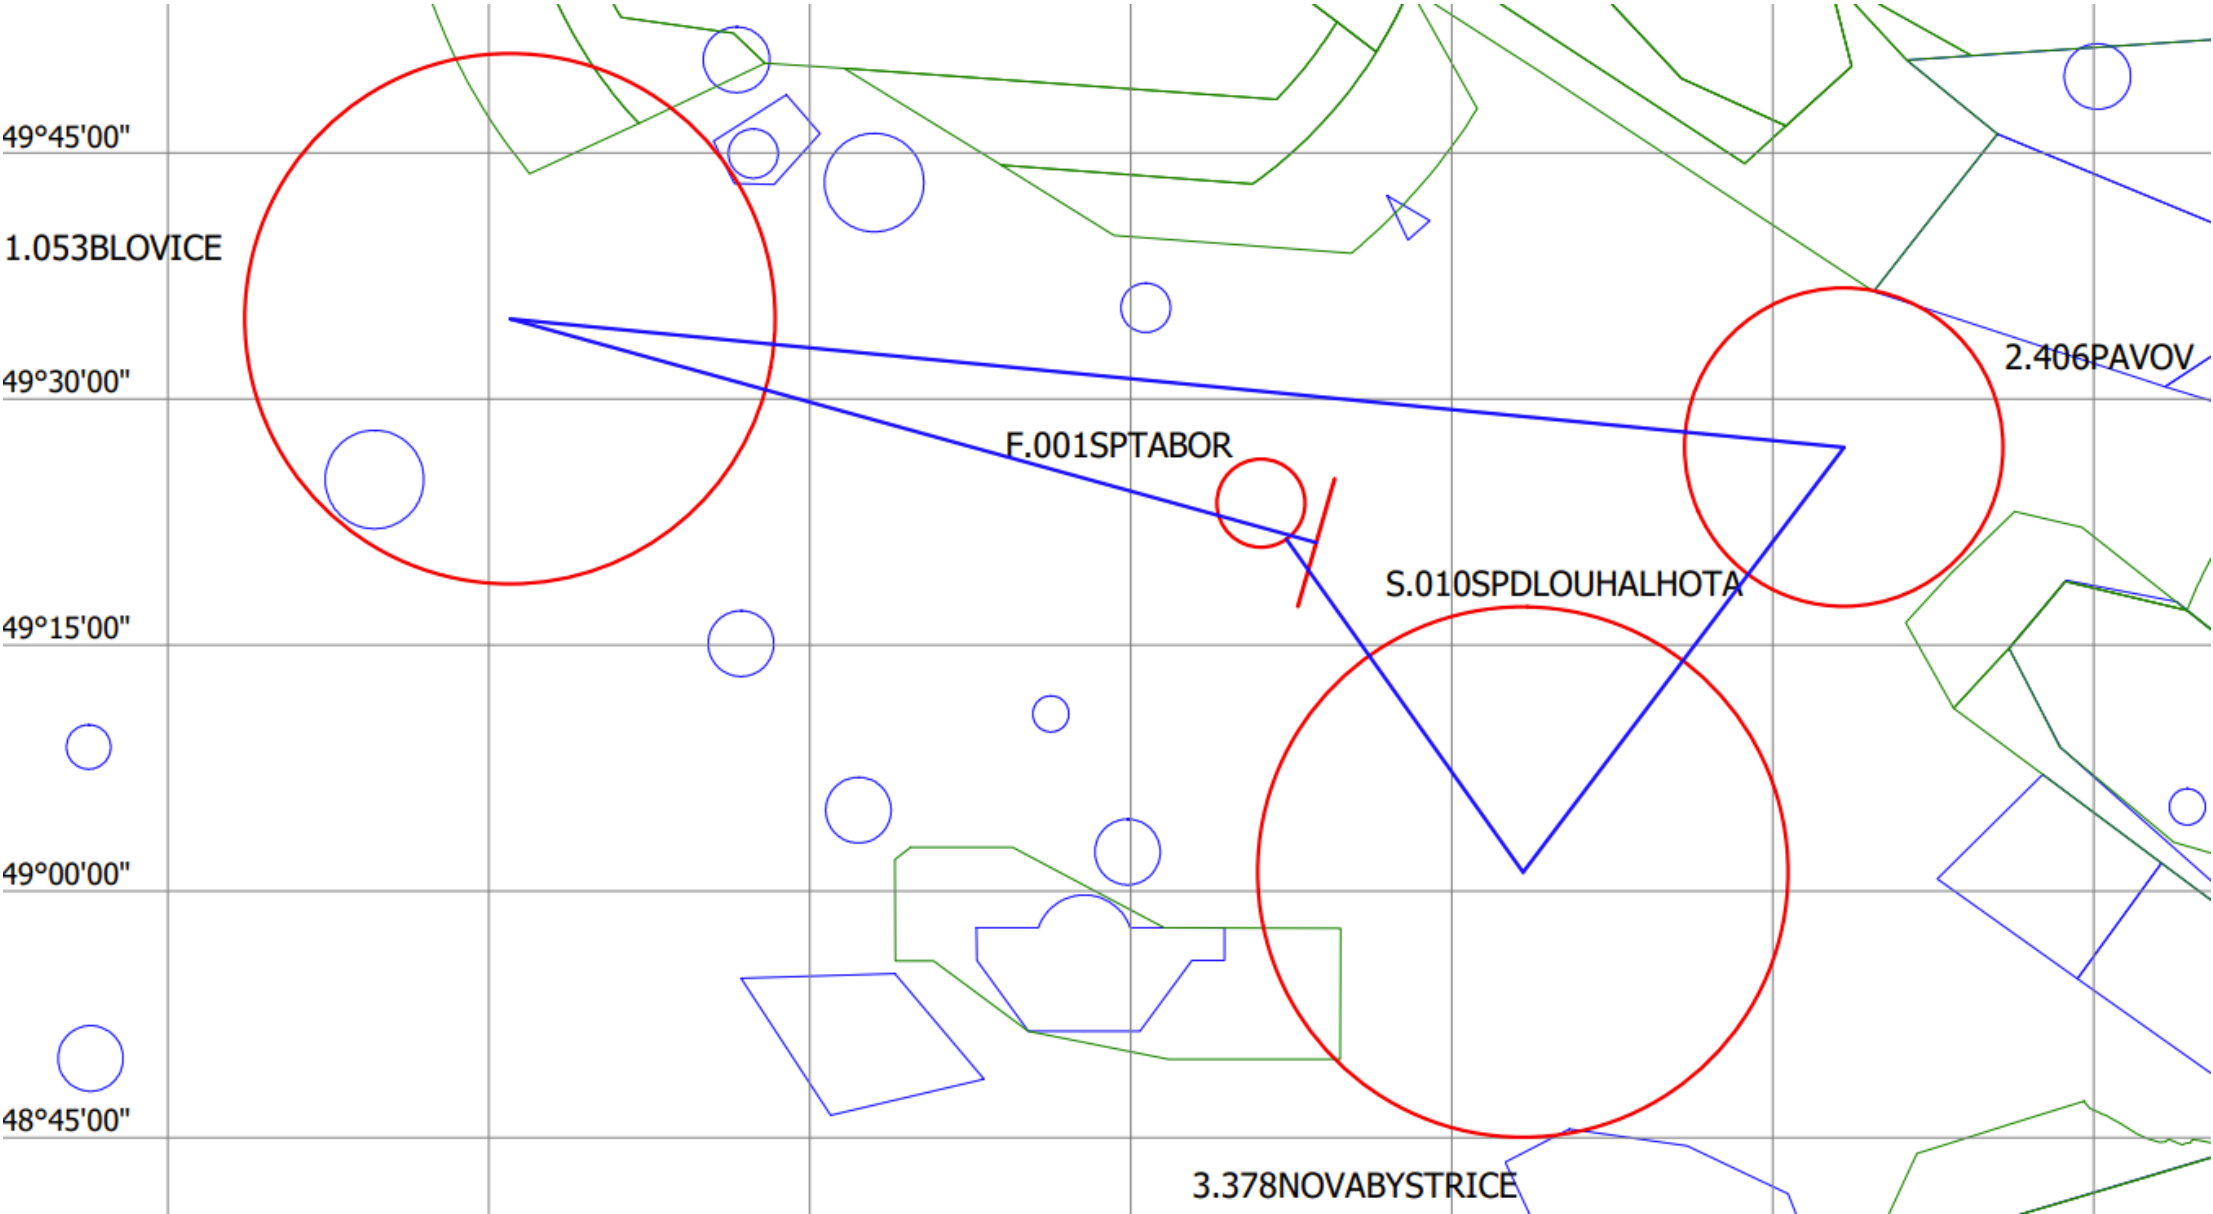 49°45'00"
1.053BLOVICE
2.406PAVOV
49°30'00"
F.001SPTABOR
S.010SPDLOUHALHOTA
49°15'00"
49°00'00"
48°45'00"
3.378NOVABYSTRICE